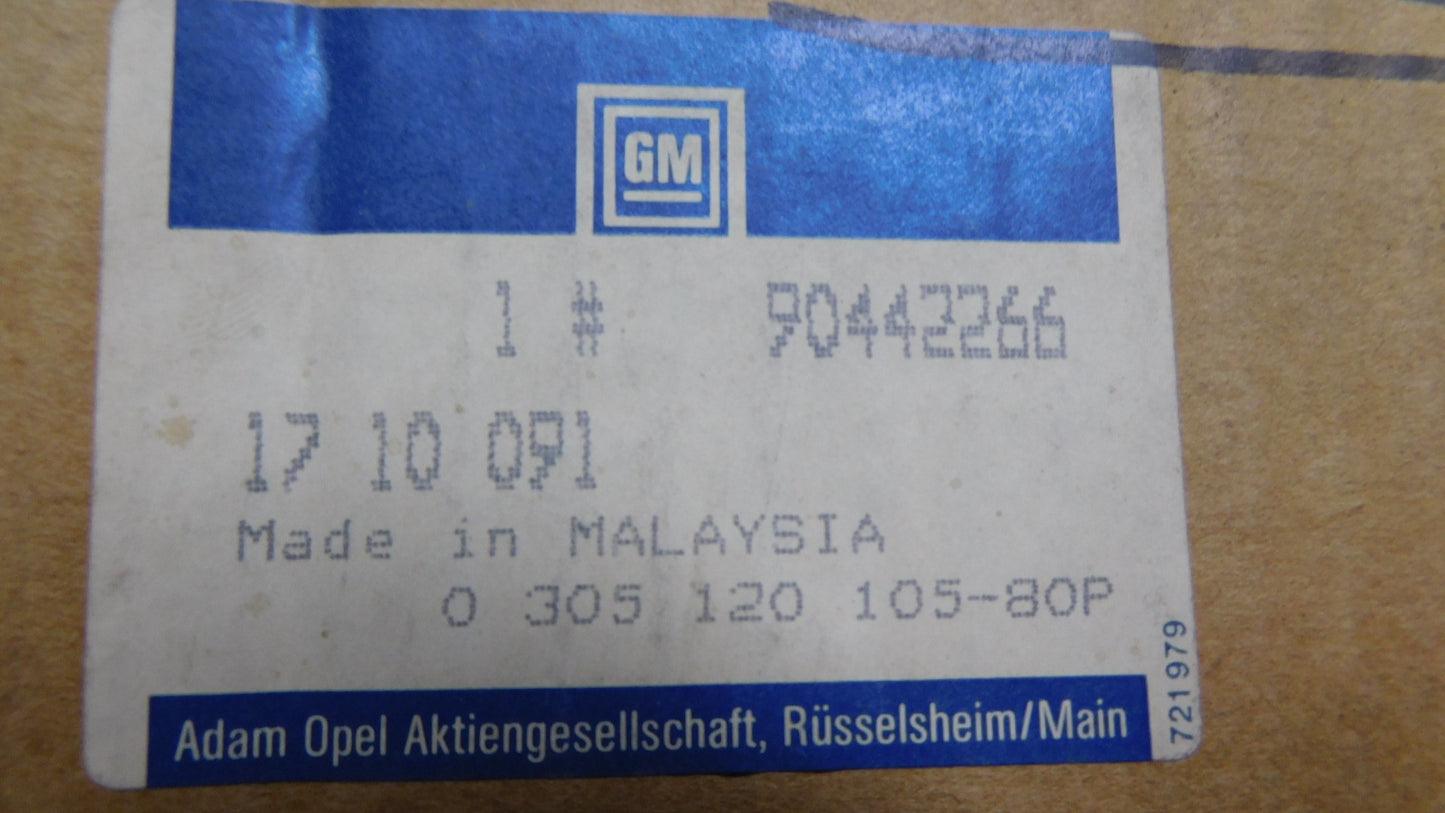 GM
1 # 90442266
17 10 091
Made in MALAYSIA
0 305 120 105-80P
721979
Adam Opel Aktiengesellschaft, Rüsselsheim/Main